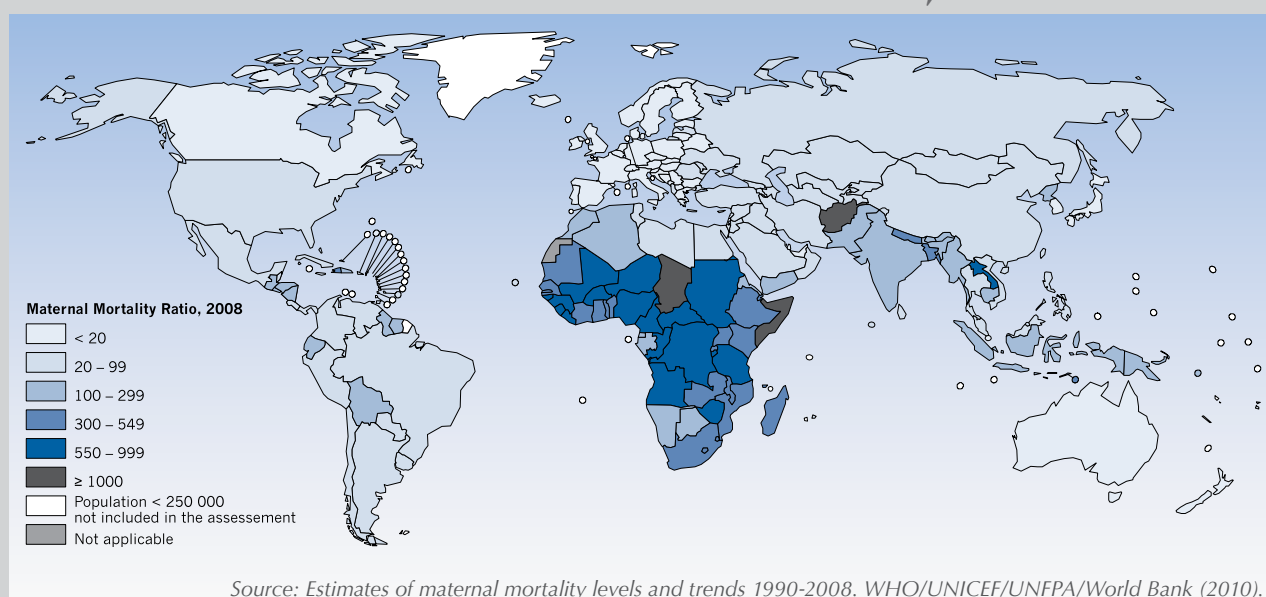 Maternal Mortality Ratio, 2008
< 20
20 – 99
100 – 299
300 – 549
550 – 999
≥ 1000
Population < 250 000
not included in the assessement
Not applicable
Source: Estimates of maternal mortality levels and trends 1990-2008. WHO/UNICEF/UNFPA/World Bank (2010).